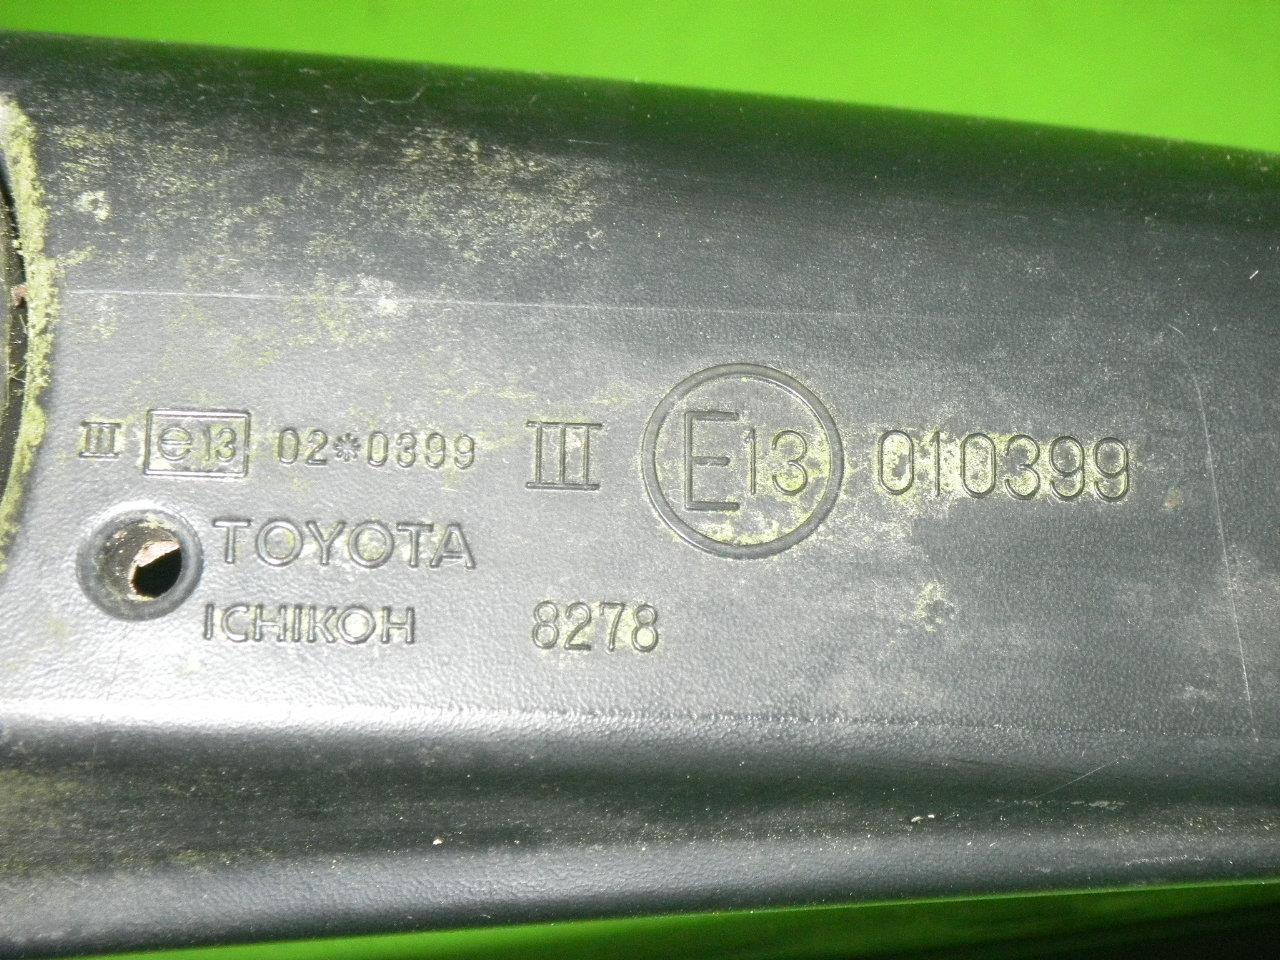 III e13 02*0399 III E13 010399
TOYOTA
ICHIKOH 8278